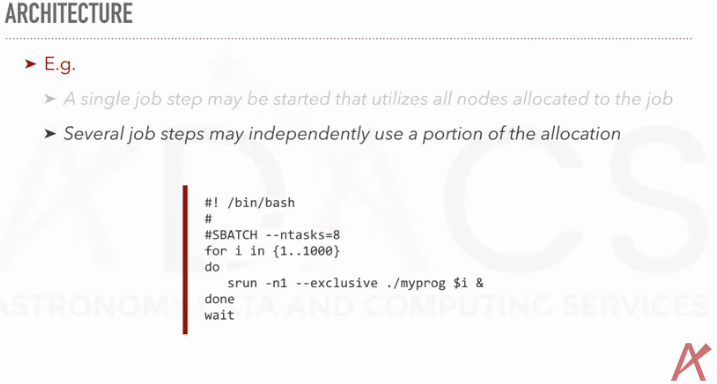 ARCHITECTURE
➤ E.g.
➤ A single job step may be started that utilizes all nodes allocated to the job
➤ Several job steps may independently use a portion of the allocation
#! /bin/bash
#
#SBATCH --ntasks=8
for i in {1..1000}
do
   srun -n1 --exclusive ./myprog $i &
done
wait
ADACS
ASTRONOMY DATA AND COMPUTING SERVICES